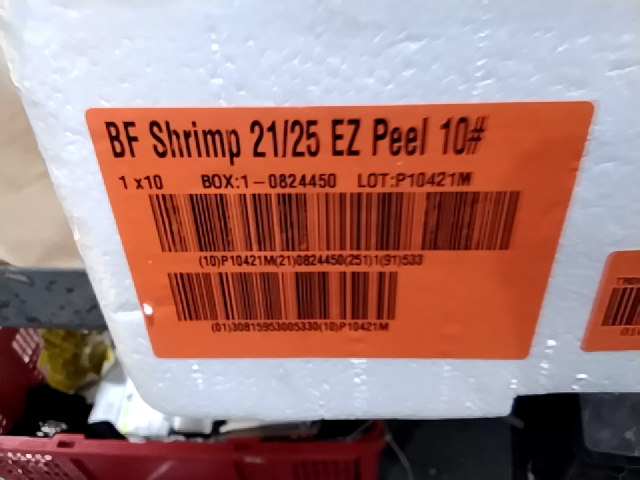 BF Shrimp 21/25 EZ Peel 10#
1 x10 BOX:1-0824450 LOT:P10421M
(10)P10421M(21)0824450(251)1(91)533
(01)30815953005330(10)P10421M